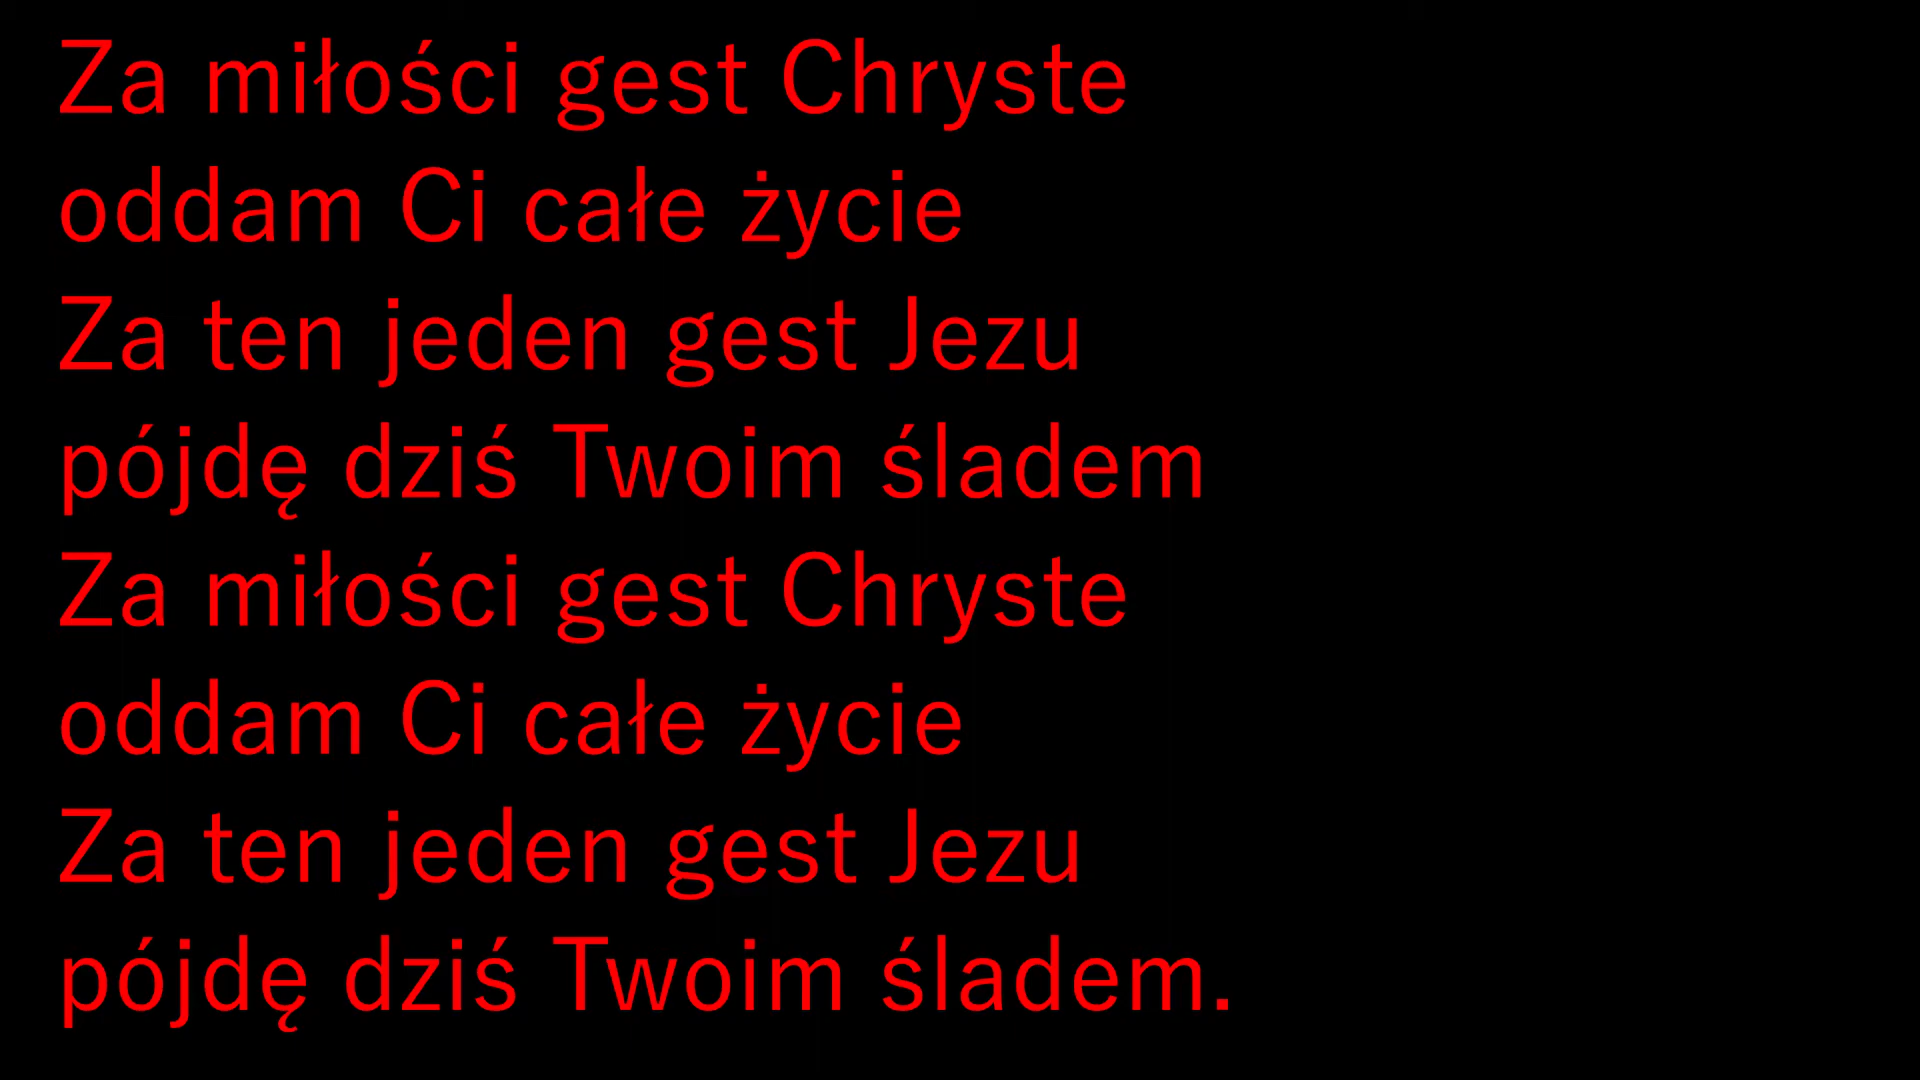 Za miłości gest Chryste
oddam Ci całe życie
Za ten jeden gest Jezu
pójdę dziś Twoim śladem
Za miłości gest Chryste
oddam Ci całe życie
Za ten jeden gest Jezu
pójdę dziś Twoim śladem.